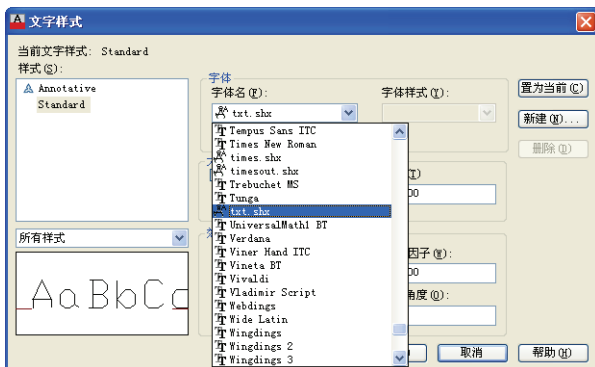 文字样式
当前文字样式: Standard
样式(S):
Annotative
Standard
字体
字体名(F):
字体样式(Y):
txt.shx
置为当前(C)
新建(N)...
删除(D)
Tempus Sans ITC
Times New Roman
times.shx
timesout.shx
Trebuchet MS
Tunga
txt.shx
UniversalMath1 BT
Verdana
Viner Hand ITC
Vineta BT
Vivaldi
Vladimir Script
Webdings
Wide Latin
Wingdings
Wingdings 2
Wingdings 3
(T)
00
因子(W):
00
角度(O):
所有样式
AaBbCc
取消
帮助(H)